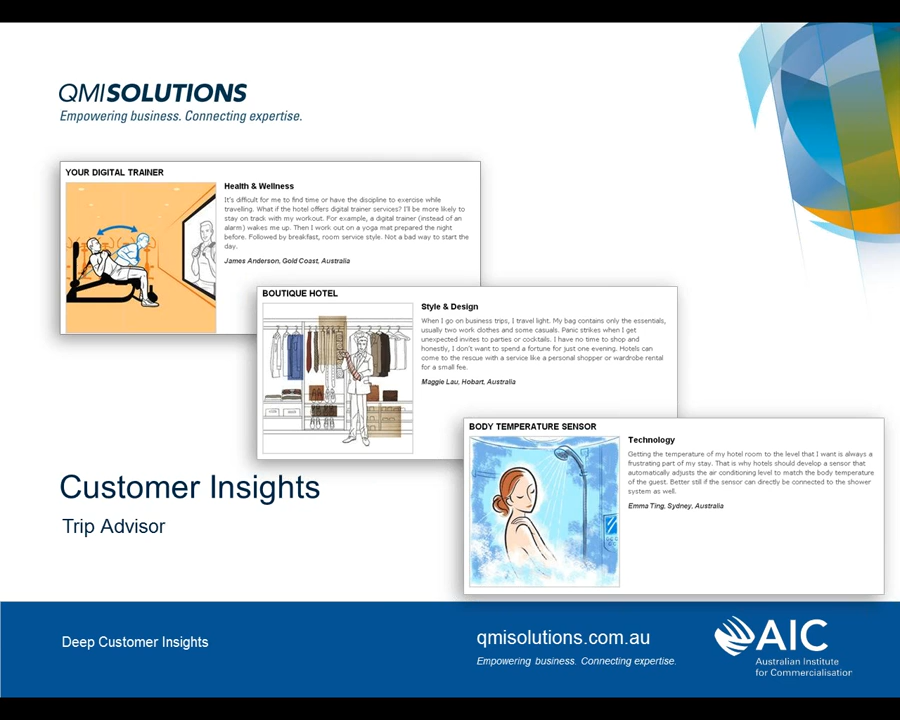 QMISOLUTIONS
Empowering business. Connecting expertise.
YOUR DIGITAL TRAINER
Health & Wellness
It's difficult for me to find time or have the discipline to exercise while
travelling. What if the hotel offers digital trainer services? I'll be more likely to
stay on track with my workout. For example, a digital trainer (instead of an
alarm) wakes me up. Then I work out on a yoga mat prepared the night
before. Followed by breakfast, room service style. Not a bad way to start the
day.
James Anderson, Gold Coast, Australia
BOUTIQUE HOTEL
Style & Design
When I go on business trips, I travel light. My bag contains only the essentials,
usually two work clothes and some casuals. Panic strikes when I get
unexpected invites to parties or cocktails. I have no time to shop and
honestly, I don't want to spend a fortune for just one evening. Hotels can
come to the rescue with a service like a personal shopper or wardrobe rental
for a small fee.
Maggie Lau, Hobart, Australia
BODY TEMPERATURE SENSOR
Technology
Getting the temperature of my hotel room to the level that I want is always a
frustrating part of my stay. That is why hotels should develop a sensor that
automatically adjusts the air conditioning level to match the body temperature
of the guest. Better still if the sensor can directly be connected to the shower
system as well.
Emma Ting, Sydney, Australia
Customer Insights
Trip Advisor
Deep Customer Insights
qmisolutions.com.au
Empowering business. Connecting expertise.
AIC
Australian Institute
for Commercialisation